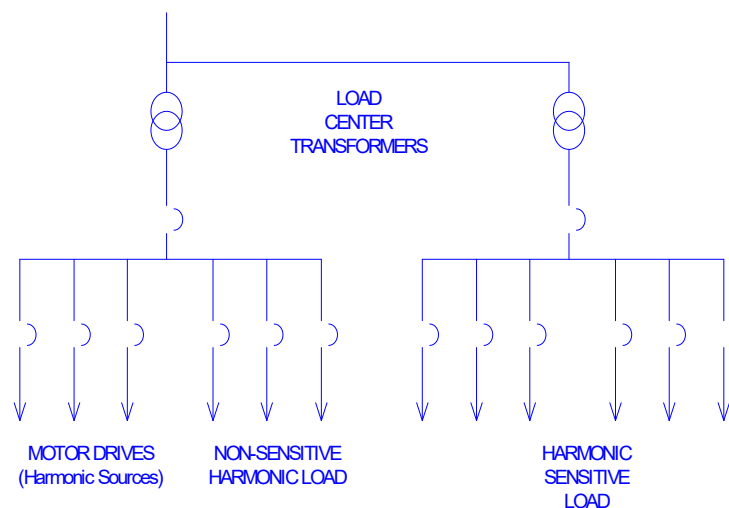 LOAD
CENTER
TRANSFORMERS
MOTOR DRIVES
(Harmonic Sources)
NON-SENSITIVE
HARMONIC LOAD
HARMONIC
SENSITIVE
LOAD